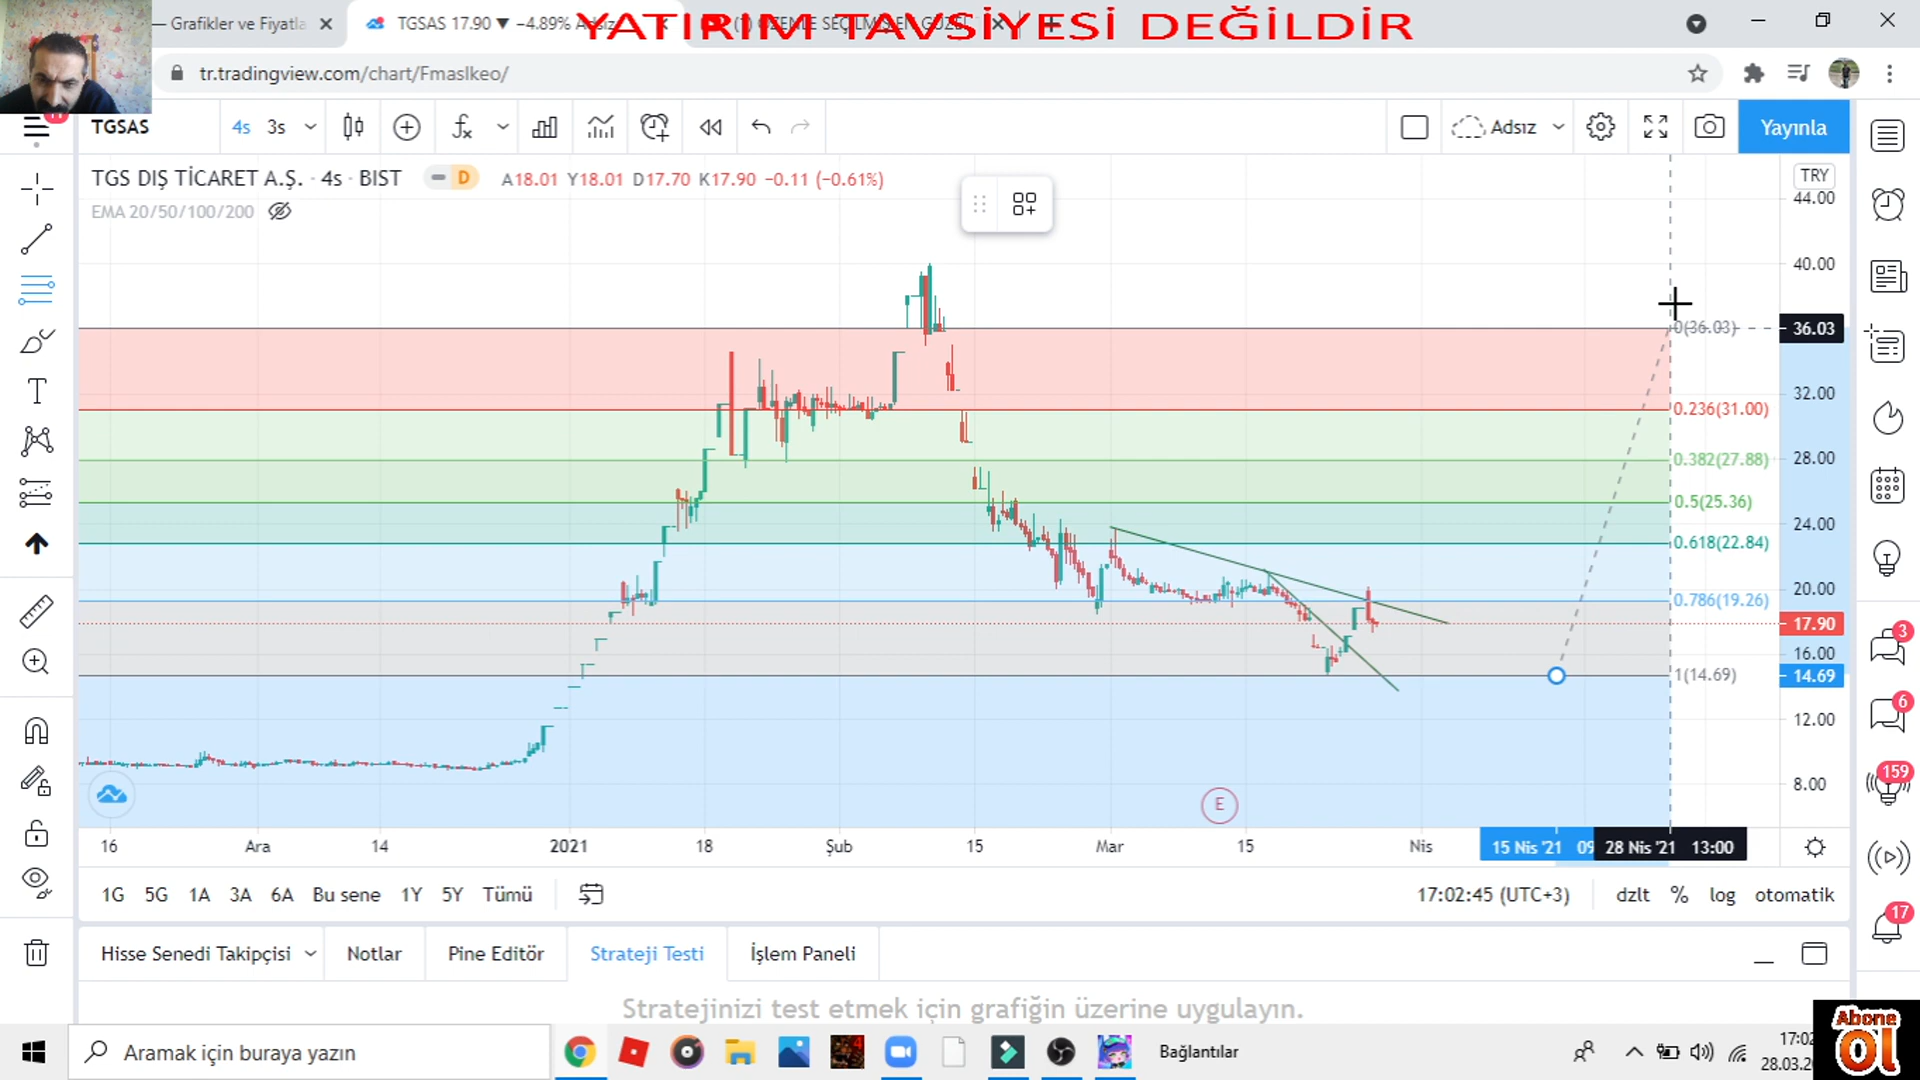 Grafikler ve Fiyatla
TGSAS 17.90 ▼ −4.89% Adsız
YATIRIM TAVSİYESİ DEĞİLDİR
tr.tradingview.com/chart/Fmaslkeo/
11
TGSAS
4s
3s
Adsız
Yayınla
TGS DIŞ TİCARET A.Ş. · 4s · BIST
D
A18.01 Y18.01 D17.70 K17.90 −0.11 (−0.61%)
EMA 20/50/100/200
TRY
44.00
40.00
0(36.03)
36.03
32.00
0.236(31.00)
28.00
0.382(27.88)
0.5(25.36)
24.00
0.618(22.84)
20.00
0.786(19.26)
17.90
16.00
1(14.69)
14.69
12.00
8.00
3
6
159
17
E
16
Ara
14
2021
18
Şub
15
Mar
15
Nis
15 Nis '21 09
28 Nis '21 13:00
1G 5G 1A 3A 6A Bu sene 1Y 5Y Tümü
17:02:45 (UTC+3)
dzlt % log otomatik
Hisse Senedi Takipçisi
Notlar
Pine Editör
Strateji Testi
İşlem Paneli
Stratejinizi test etmek için grafiğin üzerine uygulayın.
Aramak için buraya yazın
Bağlantılar
17:02
28.03.2
Abone
Ol